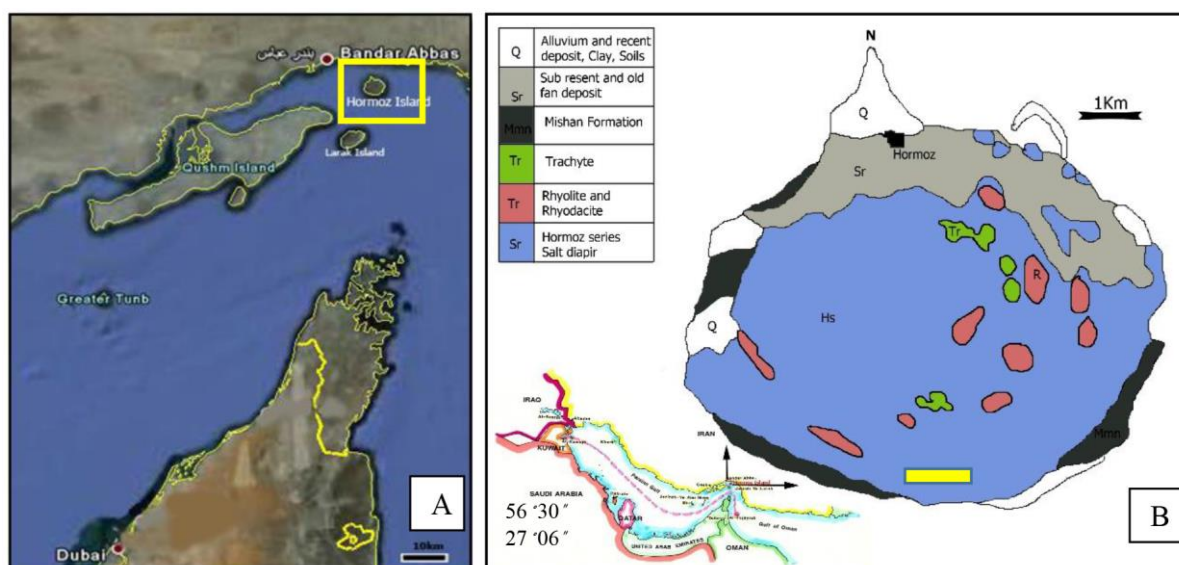 بندر عباس
Bandar Abbas
Hormoz Island
Larak Island
Qushm Island
Greater Tunb
Dubai
10km
A
Q
Alluvium and recent
deposit, Clay, Soils
Sr
Sub resent and old
fan deposit
Mmn
Mishan Formation
Tr
Trachyte
Tr
Rhyolite and
Rhyodacite
Sr
Hormoz series
Salt diapir
N
1Km
Q
Hormoz
Sr
Tr
R
Hs
Q
Mmn
IRAQ
KUWAIT
IRAN
SAUDI ARABIA
QATAR
Gulf of Oman
UNITED ARAB EMIRATES
OMAN
56 °30 ″
27 °06 ″
B